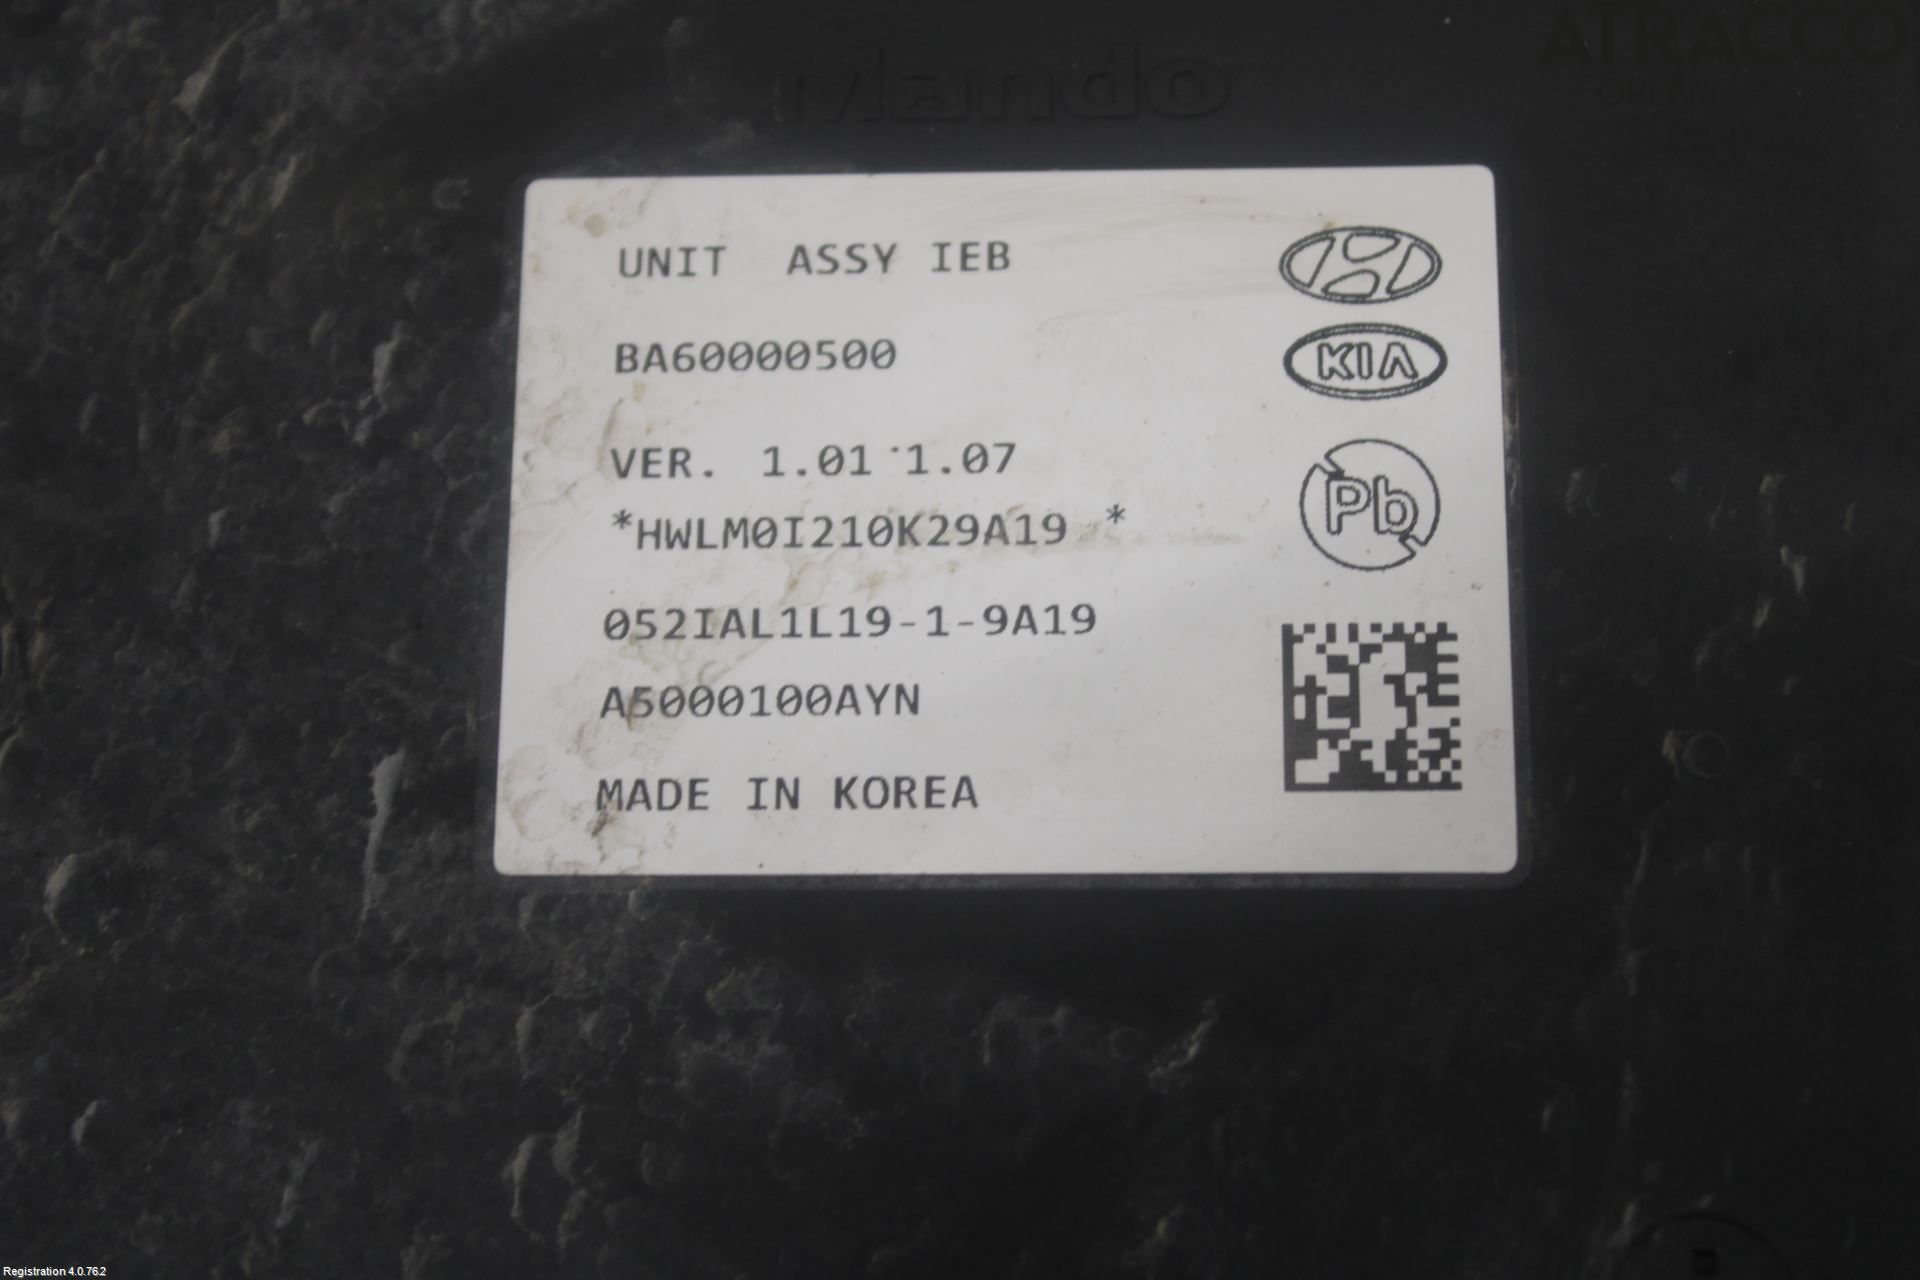 ATRACCO
Mando
UNIT ASSY IEB
BA60000500
KIA
VER. 1.01 1.07
*HWLM0I210K29A19 *
Pb
052IAL1L19-1-9A19
A5000100AYN
MADE IN KOREA
Registration 4.0.76.2